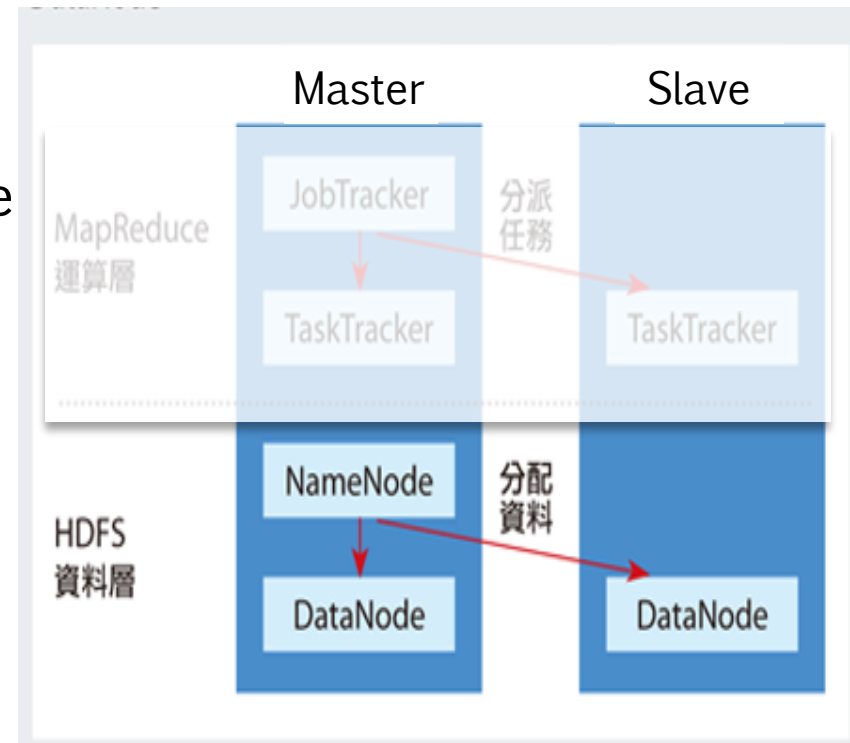 Master
Slave
JobTracker
分派
任務
MapReduce
運算層
TaskTracker
TaskTracker
NameNode
分配
資料
HDFS
資料層
DataNode
DataNode